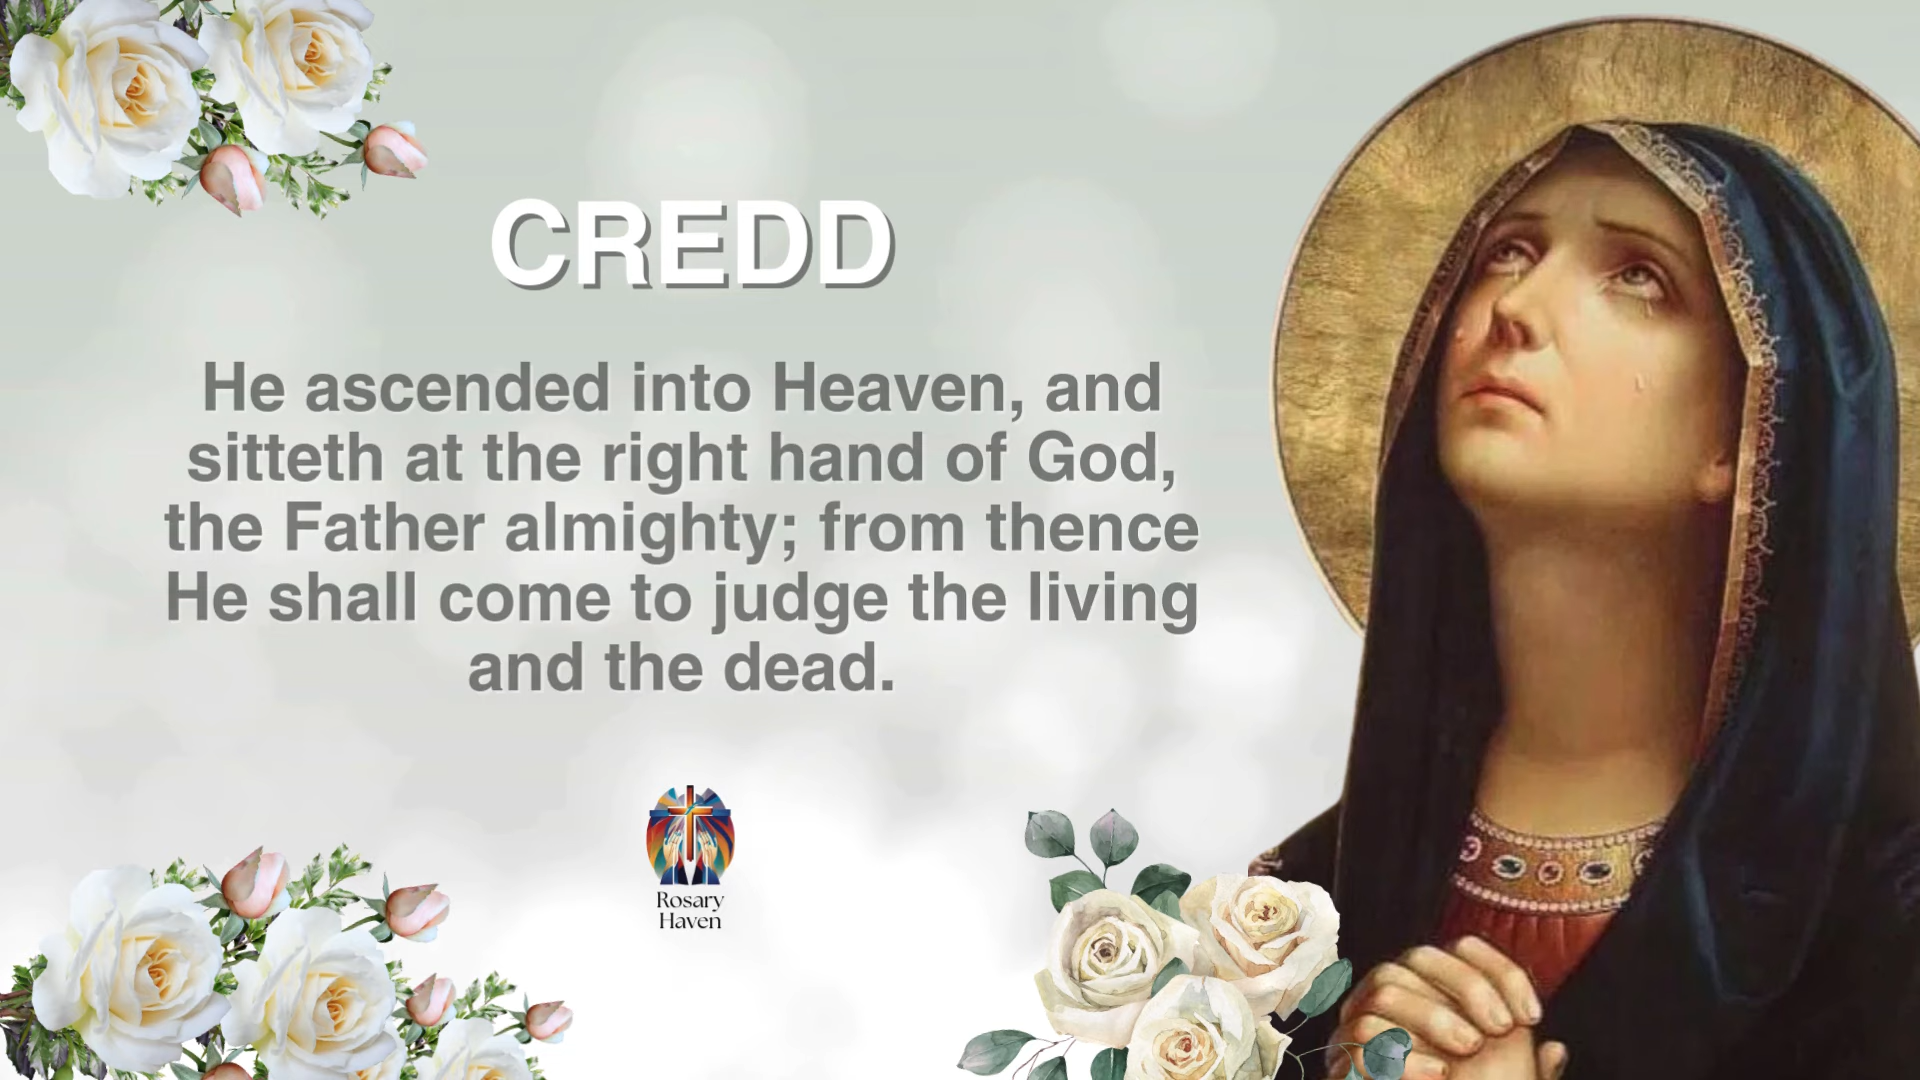 CREDD
He ascended into Heaven, and
sitteth at the right hand of God,
the Father almighty; from thence
He shall come to judge the living
and the dead.
Rosary
Haven